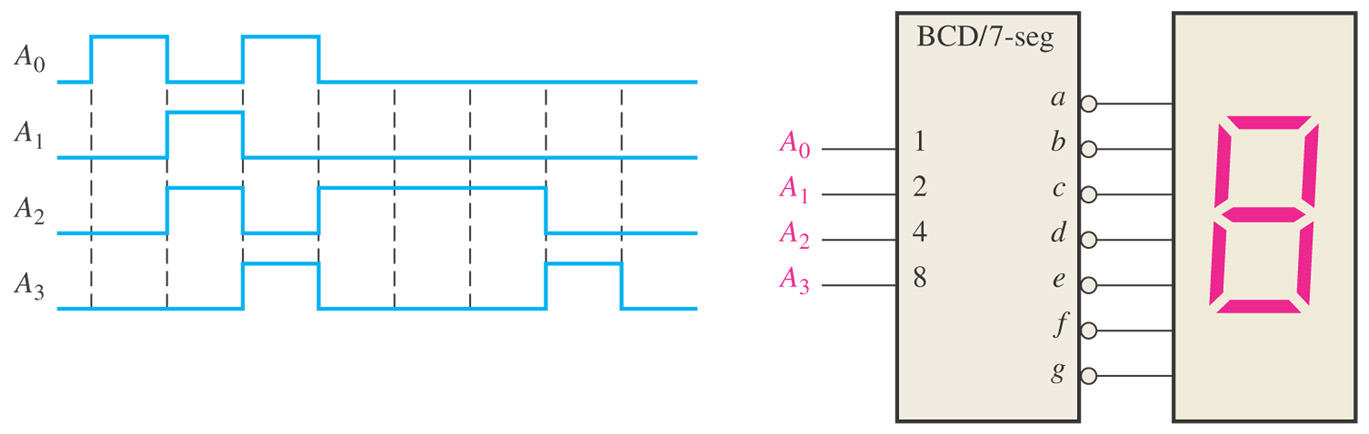 A₀
A₁
A₂
A₃
BCD/7-seg
A₀ 1
A₁ 2
A₂ 4
A₃ 8
a
b
c
d
e
f
g